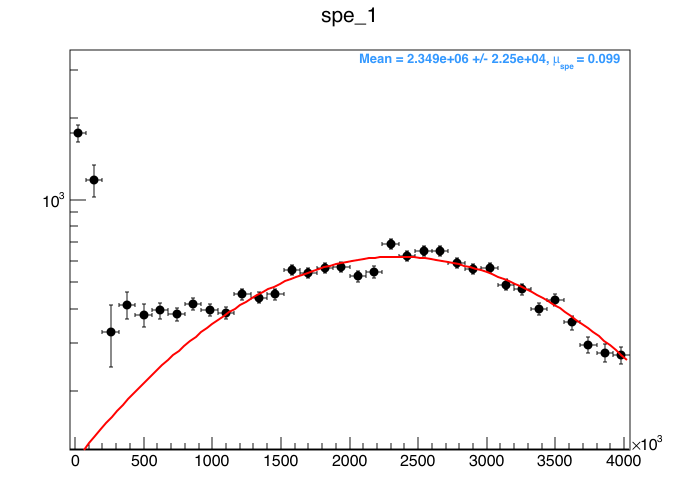 spe_1
Mean = 2.349e+06 +/- 2.25e+04, μspe = 0.099
10³
0 500 1000 1500 2000 2500 3000 3500 4000 ×10³